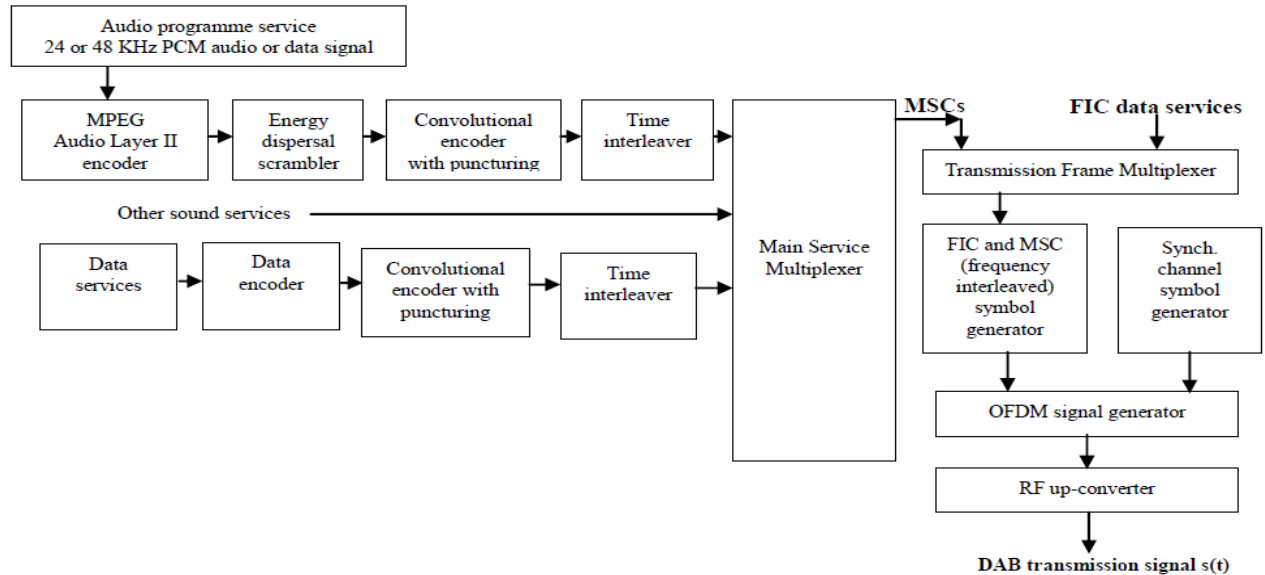 Audio programme service
24 or 48 KHz PCM audio or data signal
MPEG
Audio Layer II
encoder
Energy
dispersal
scrambler
Convolutional
encoder
with puncturing
Time
interleaver
Other sound services
Data
services
Data
encoder
Convolutional
encoder with
puncturing
Time
interleaver
Main Service
Multiplexer
MSCs
FIC data services
Transmission Frame Multiplexer
FIC and MSC
(frequency
interleaved)
symbol
generator
Synch.
channel
symbol
generator
OFDM signal generator
RF up-converter
DAB transmission signal s(t)